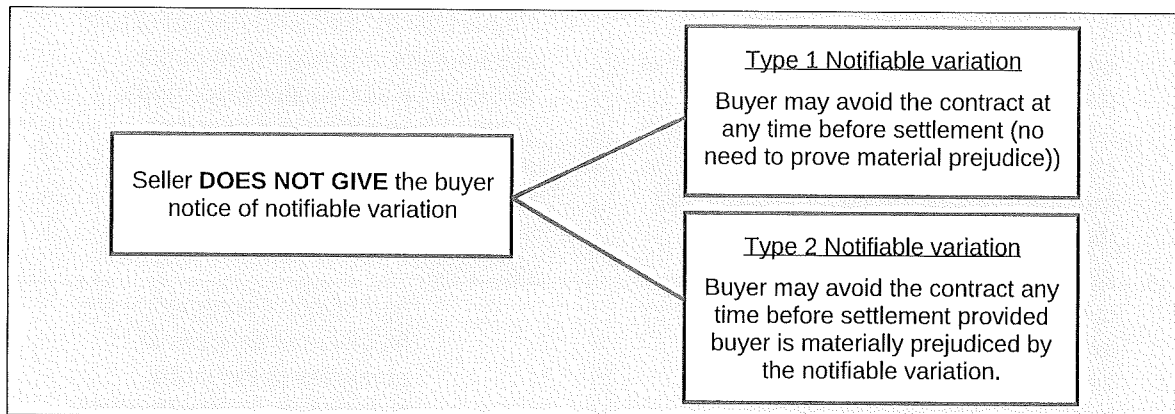 Seller DOES NOT GIVE the buyer
notice of notifiable variation
Type 1 Notifiable variation
Buyer may avoid the contract at
any time before settlement (no
need to prove material prejudice))
Type 2 Notifiable variation
Buyer may avoid the contract any
time before settlement provided
buyer is materially prejudiced by
the notifiable variation.